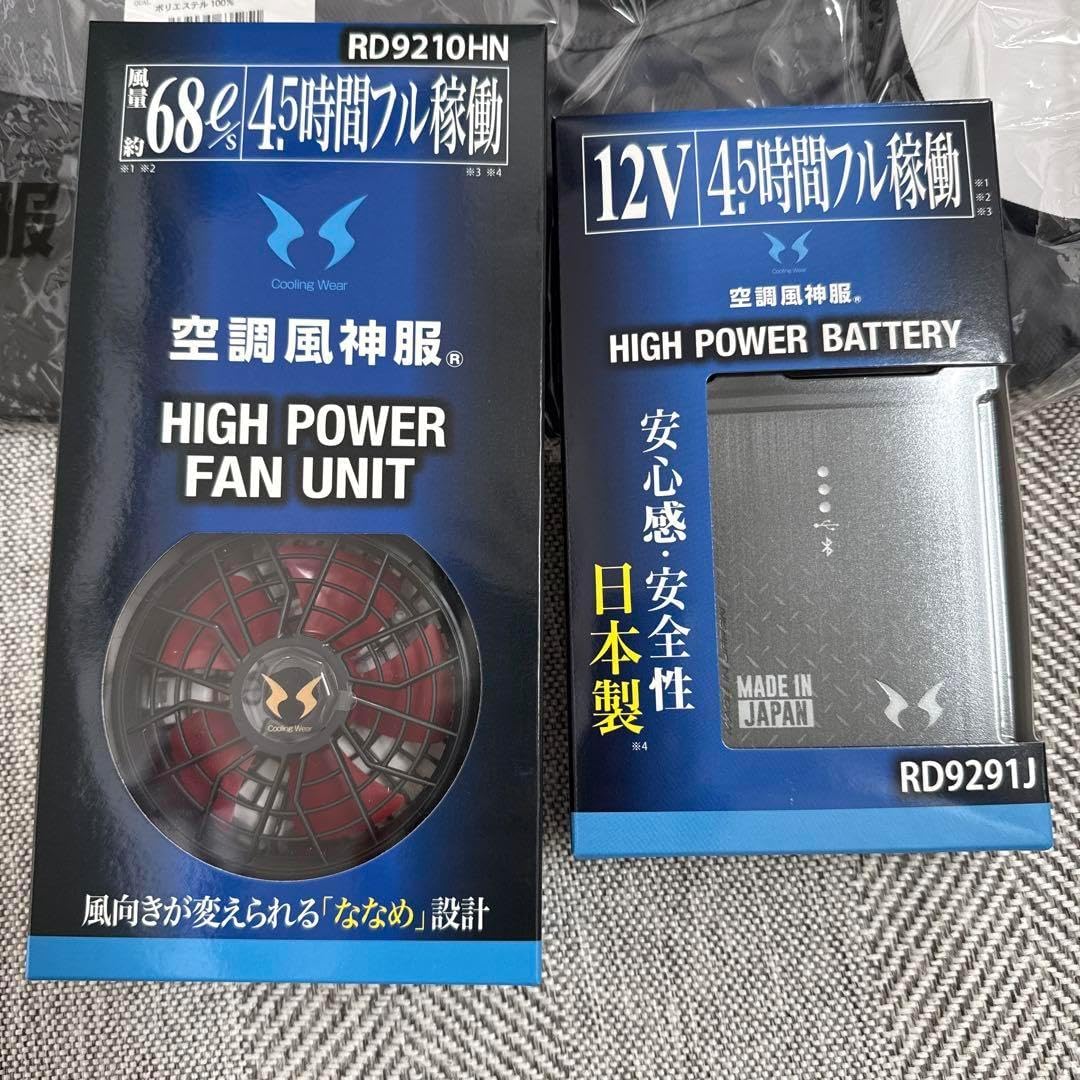 ポリエステル 100%
服
RD9210HN
風量 約 68ℓ/s 4.5時間フル稼働
※1 ※2 ※3 ※4
Cooling Wear
空調風神服®
HIGH POWER
FAN UNIT
Cooling Wear
風向きが変えられる「ななめ」設計
12V 4.5時間フル稼働
※1
※2
※3
Cooling Wear
空調風神服®
HIGH POWER BATTERY
安心感・安全性
日本製
※4
MADE IN
JAPAN
RD9291J